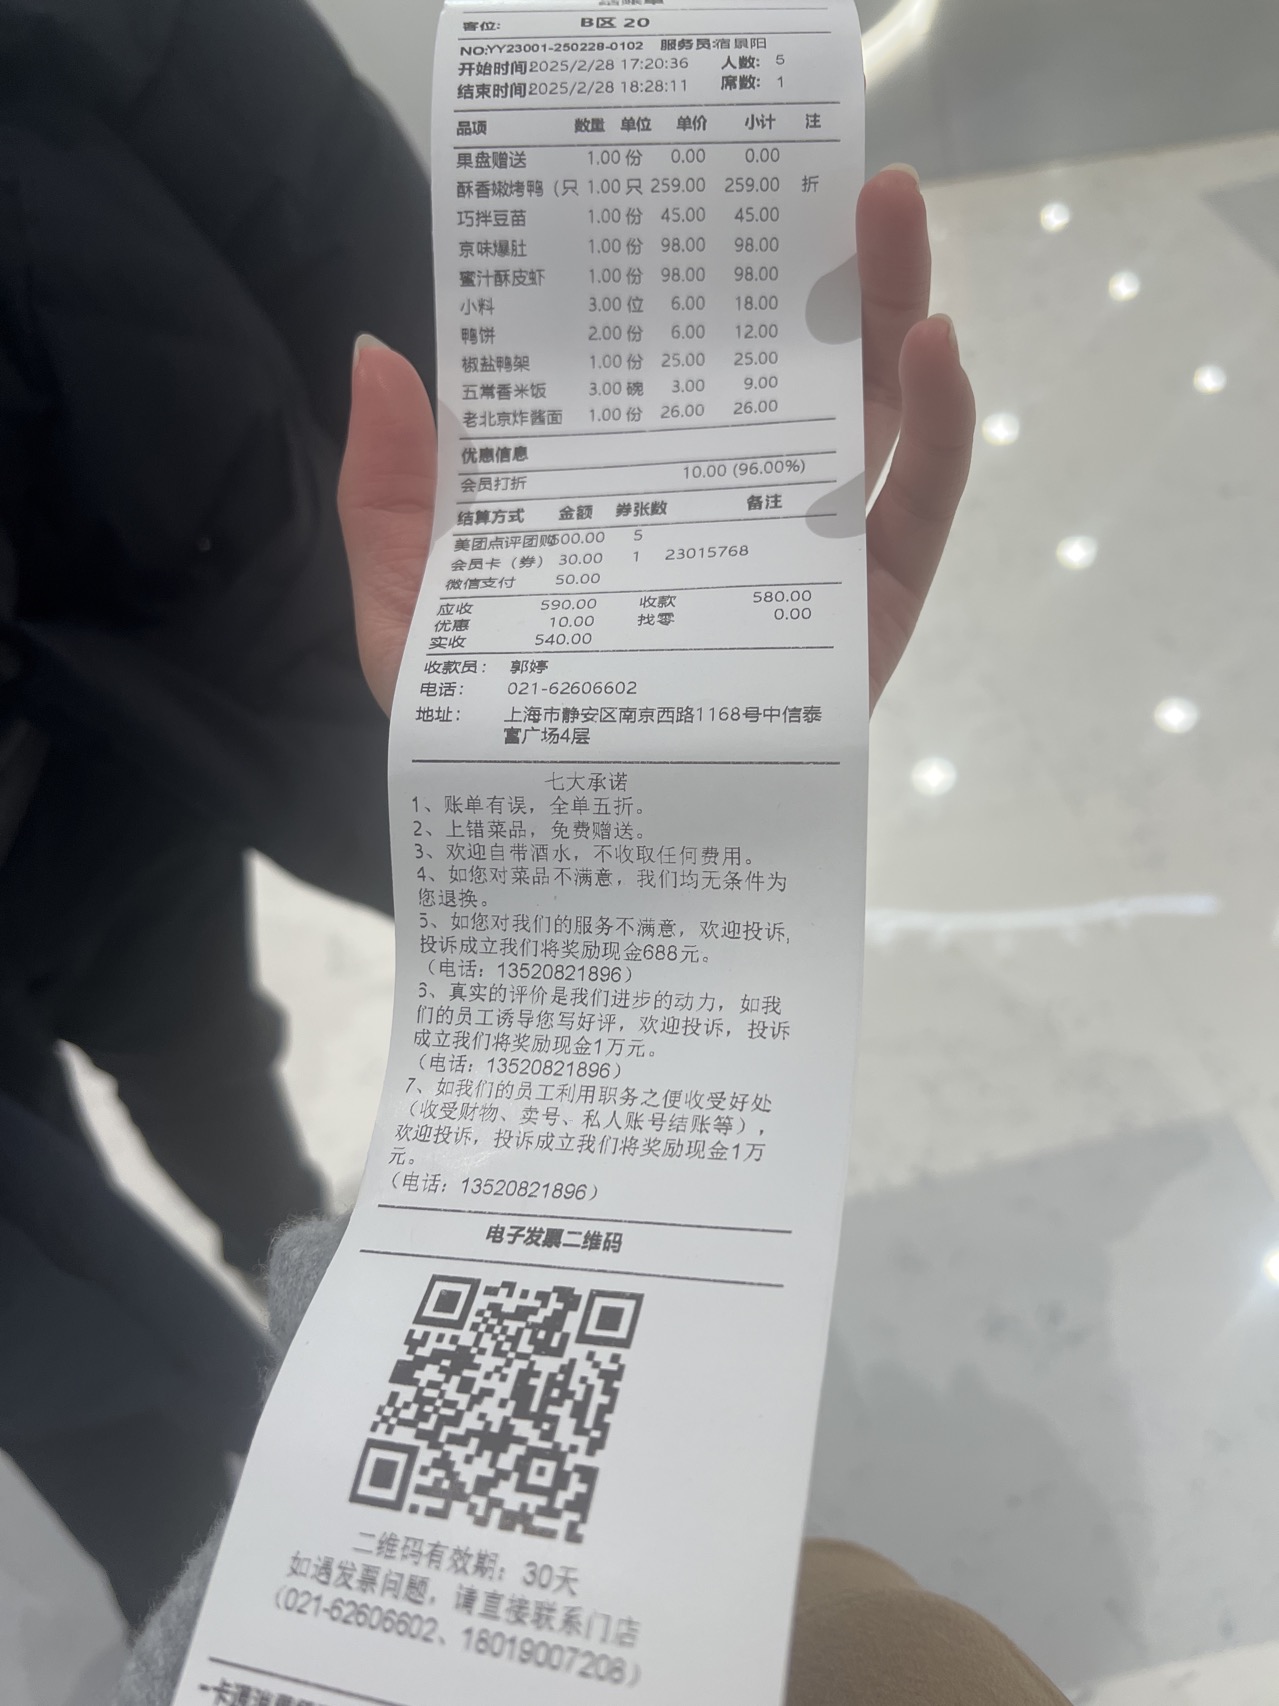 结账单
客位: B区 20
NO:YY23001-250228-0102 服务员:宿景阳
开始时间2025/2/28 17:20:36 人数: 5
结束时间2025/2/28 18:28:11 席数: 1
品项 数量 单位 单价 小计 注
果盘赠送 1.00 份 0.00 0.00
酥香嫩烤鸭（只 1.00 只 259.00 259.00 折
巧拌豆苗 1.00 份 45.00 45.00
京味爆肚 1.00 份 98.00 98.00
蜜汁酥皮虾 1.00 份 98.00 98.00
小料 3.00 位 6.00 18.00
鸭饼 2.00 份 6.00 12.00
椒盐鸭架 1.00 份 25.00 25.00
五常香米饭 3.00 碗 3.00 9.00
老北京炸酱面 1.00 份 26.00 26.00
优惠信息
会员打折 10.00 (96.00%)
结算方式 金额 券张数 备注
美团点评团购500.00 5
会员卡（券） 30.00 1 23015768
微信支付 50.00
应收 590.00 收款 580.00
优惠 10.00 找零 0.00
实收 540.00
收款员: 郭婷
电话: 021-62606602
地址: 上海市静安区南京西路1168号中信泰
富广场4层
七大承诺
1、账单有误，全单五折。
2、上错菜品，免费赠送。
3、欢迎自带酒水，不收取任何费用。
4、如您对菜品不满意，我们均无条件为
您退换。
5、如您对我们的服务不满意，欢迎投诉，
投诉成立我们将奖励现金688元。
（电话：13520821896）
6、真实的评价是我们进步的动力，如我
们的员工诱导您写好评，欢迎投诉，投诉
成立我们将奖励现金1万元。
（电话：13520821896）
7、如我们的员工利用职务之便收受好处
（收受财物、卖号、私人账号结账等），
欢迎投诉，投诉成立我们将奖励现金1万
元。
（电话：13520821896）
电子发票二维码
二维码有效期：30天
如遇发票问题，请直接联系门店
（021-62606602、18019007206）